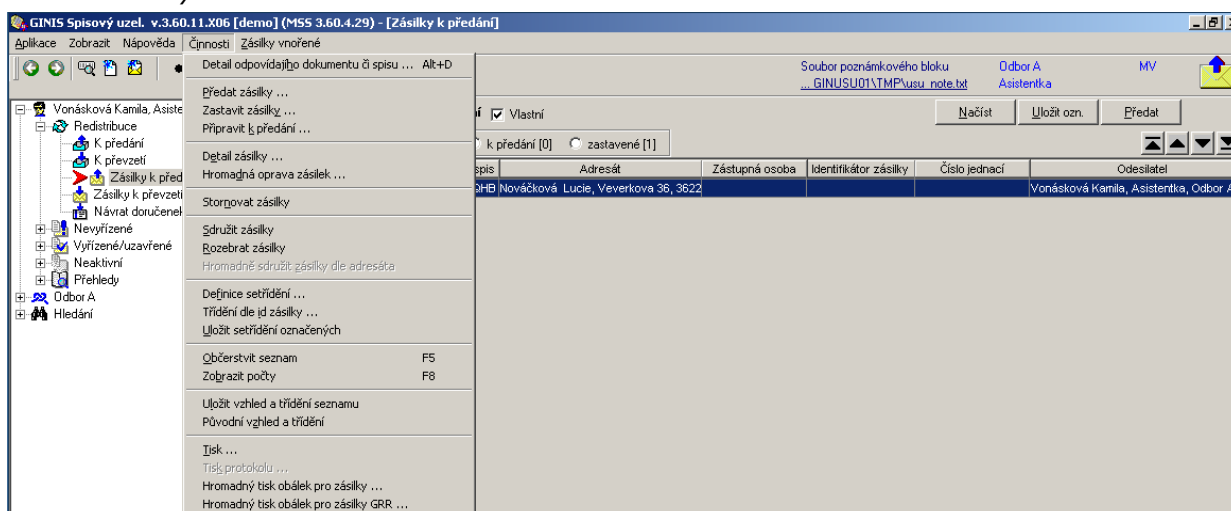 GINIS Spisový uzel. v.3.60.11.X06 [demo] (MSS 3.60.4.29) - [Zásilky k předání]
Aplikace Zobrazit Nápověda Činnosti Zásilky vnořené
Soubor poznámkového bloku Odbor A MV
... GINUSU01\TMP\usu_note.txt Asistentka
Vlastní Načíst Uložit ozn. Předat
k předání [0] zastavené [1]
spis Adresát Zástupná osoba Identifikátor zásilky Číslo jednací Odesilatel
QHB Nováčková Lucie, Veverkova 36, 3622 Vonásková Kamila, Asistentka, Odbor A
Vonásková Kamila, Asiste
Redistribuce
K předání
K převzetí
Zásilky k před
Zásilky k převzetí
Návrat doručenek
Nevyřízené
Vyřízené/uzavřené
Neaktivní
Přehledy
Odbor A
Hledání
Detail odpovídajího dokumentu či spisu ... Alt+D
Předat zásilky ...
Zastavit zásilky ...
Připravit k předání ...
Detail zásilky ...
Hromadná oprava zásilek ...
Stornovat zásilky
Sdružit zásilky
Rozebrat zásilky
Hromadně sdružit zásilky dle adresáta
Definice setřídění ...
Třídění dle id zásilky ...
Uložit setřídění označených
Občerstvit seznam F5
Zobrazit počty F8
Uložit vzhled a třídění seznamu
Původní vzhled a třídění
Tisk ...
Tisk protokolu ...
Hromadný tisk obálek pro zásilky ...
Hromadný tisk obálek pro zásilky GRR ...